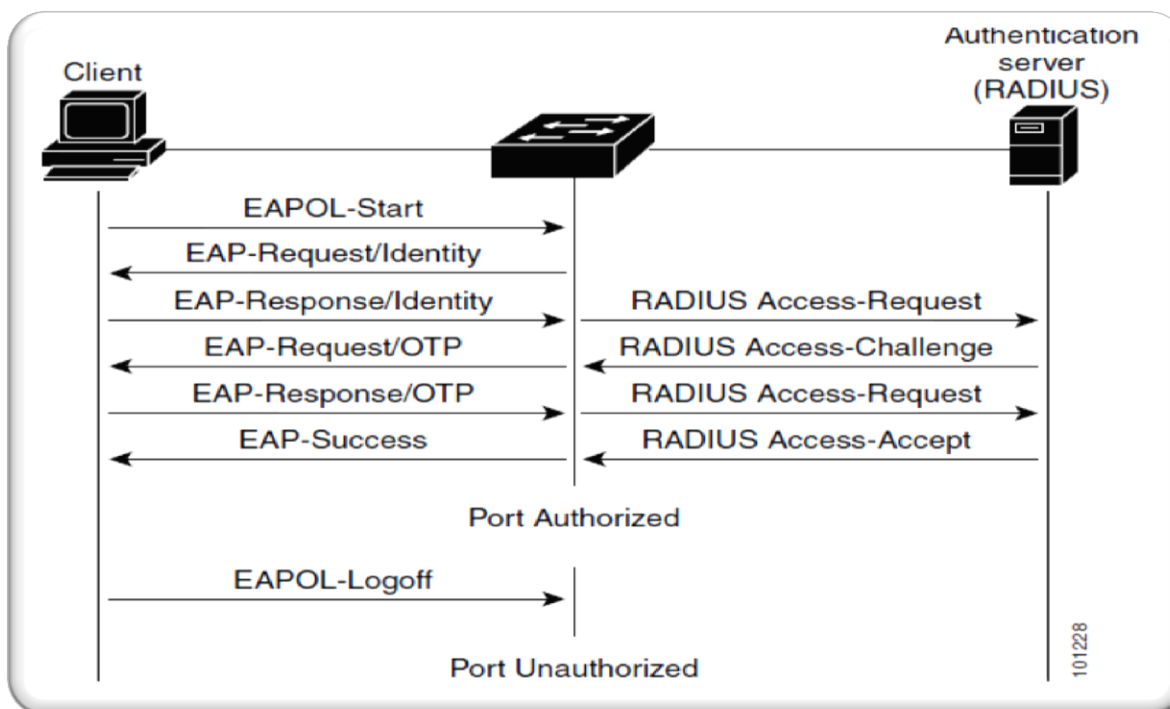 Client
Authentication
server
(RADIUS)
EAPOL-Start
EAP-Request/Identity
EAP-Response/Identity
RADIUS Access-Request
EAP-Request/OTP
RADIUS Access-Challenge
EAP-Response/OTP
RADIUS Access-Request
EAP-Success
RADIUS Access-Accept
Port Authorized
EAPOL-Logoff
Port Unauthorized
101228